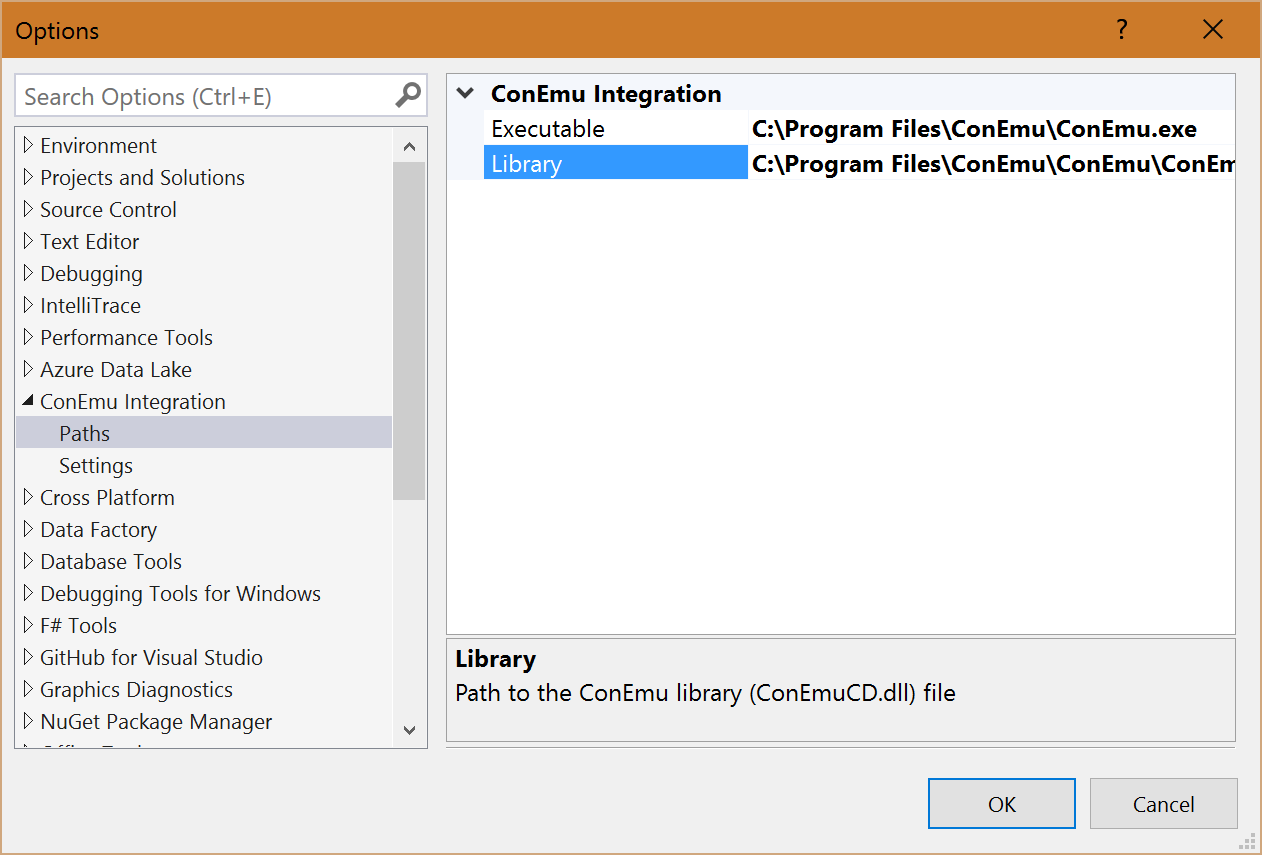 Options
?
Search Options (Ctrl+E)
Environment
Projects and Solutions
Source Control
Text Editor
Debugging
IntelliTrace
Performance Tools
Azure Data Lake
ConEmu Integration
Paths
Settings
Cross Platform
Data Factory
Database Tools
Debugging Tools for Windows
F# Tools
GitHub for Visual Studio
Graphics Diagnostics
NuGet Package Manager
ConEmu Integration
Executable C:\Program Files\ConEmu\ConEmu.exe
Library C:\Program Files\ConEmu\ConEmu\ConEm
Library
Path to the ConEmu library (ConEmuCD.dll) file
OK Cancel